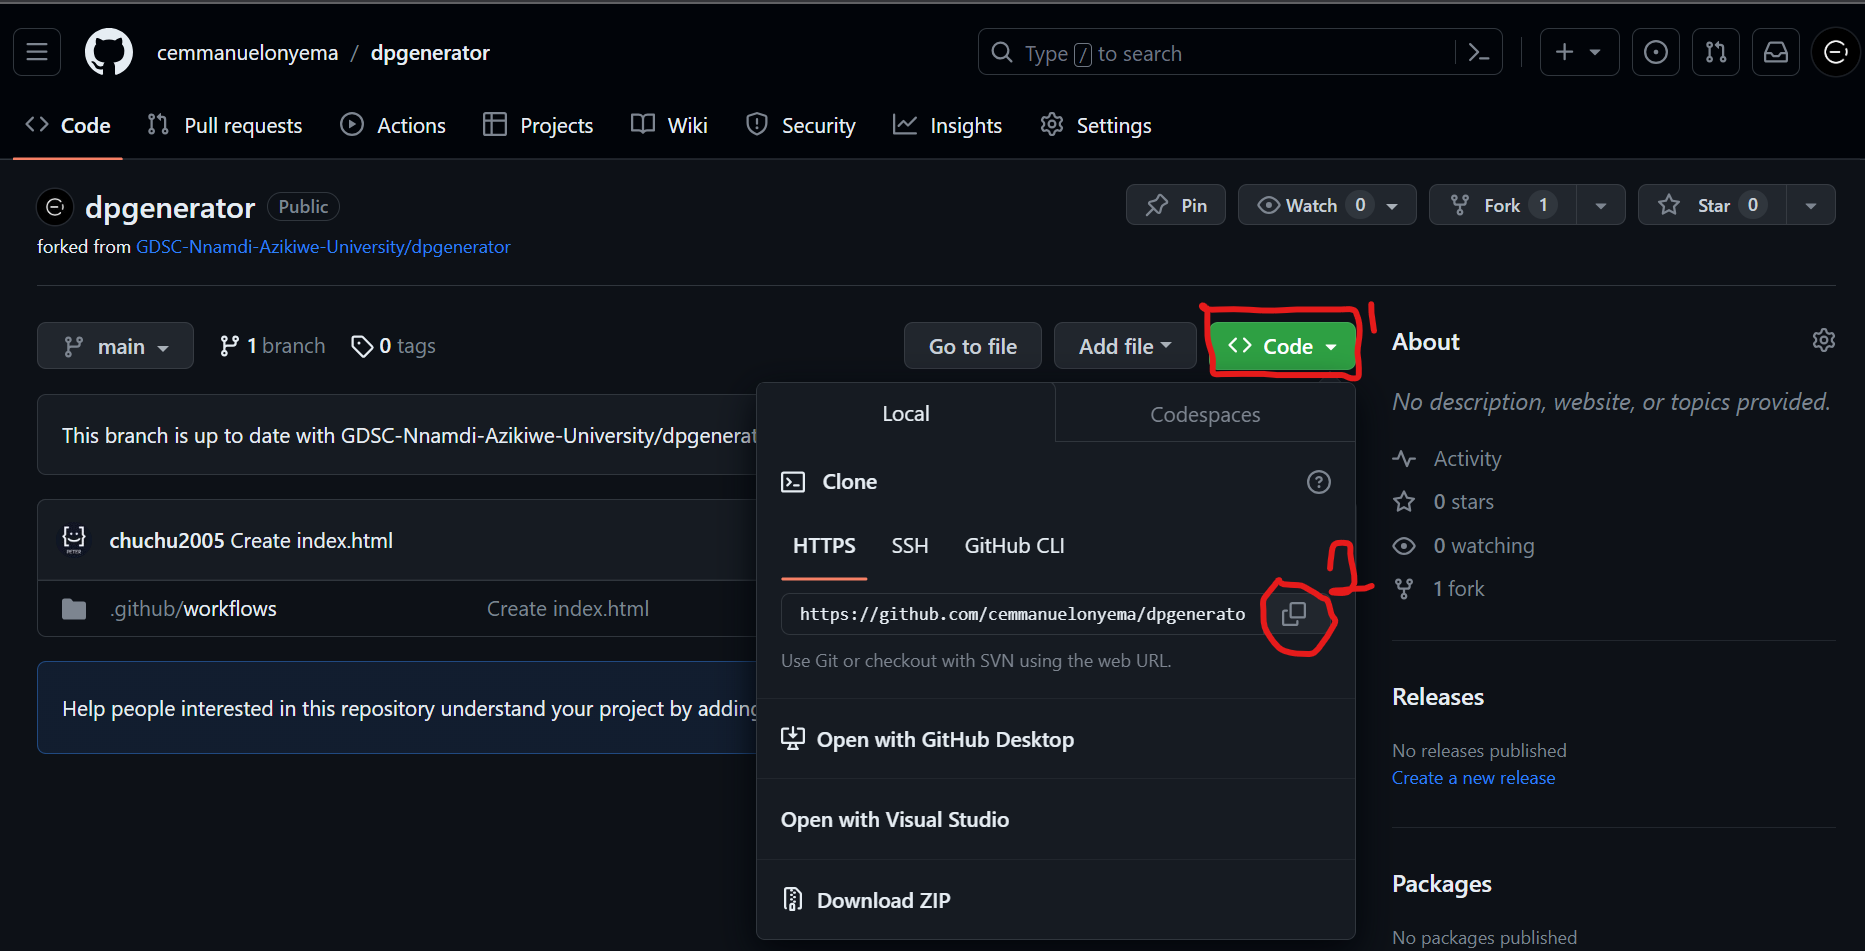 cemmanuelonyema / dpgenerator
Type / to search
Code
Pull requests
Actions
Projects
Wiki
Security
Insights
Settings
dpgenerator Public
Pin
Watch 0
Fork 1
Star 0
forked from GDSC-Nnamdi-Azikiwe-University/dpgenerator
main
1 branch
0 tags
Go to file
Add file
Code
1
This branch is up to date with GDSC-Nnamdi-Azikiwe-University/dpgenerat
chuchu2005 Create index.html
.github/workflows
Create index.html
Help people interested in this repository understand your project by adding
Local
Codespaces
Clone
HTTPS
SSH
GitHub CLI
2
https://github.com/cemmanuelonyema/dpgenerato
Use Git or checkout with SVN using the web URL.
Open with GitHub Desktop
Open with Visual Studio
Download ZIP
About
No description, website, or topics provided.
Activity
0 stars
0 watching
1 fork
Releases
No releases published
Create a new release
Packages
No packages published